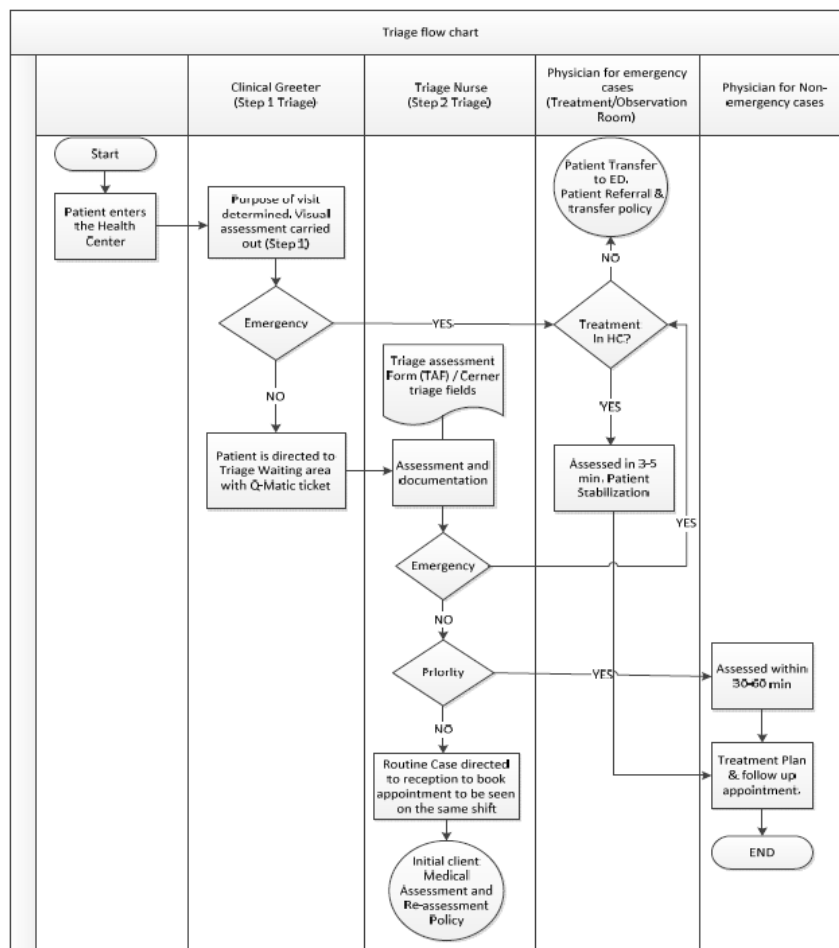 Triage flow chart
Clinical Greeter
(Step 1 Triage)
Triage Nurse
(Step 2 Triage)
Physician for emergency
cases
(Treatment/Observation
Room)
Physician for Non-
emergency cases
Start
Patient enters
the Health
Center
Purpose of visit
determined. Visual
assessment carried
out (Step 1)
Patient Transfer
to ED.
Patient Referral &
transfer policy
NO
Emergency
YES
Treatment
In HC?
Triage assessment
Form (TAF) / Cerner
triage fields
NO
YES
Patient is directed to
Triage Waiting area
with Q-Matic ticket
Assessment and
documentation
Assessed in 3-5
min. Patient
Stabilization
YES
Emergency
NO
Priority
YES
Assessed within
30-60 min
NO
Routine Case directed
to reception to book
appointment to be seen
on the same shift
Treatment Plan
& follow up
appointment.
END
Initial client
Medical
Assessment and
Re-assessment
Policy